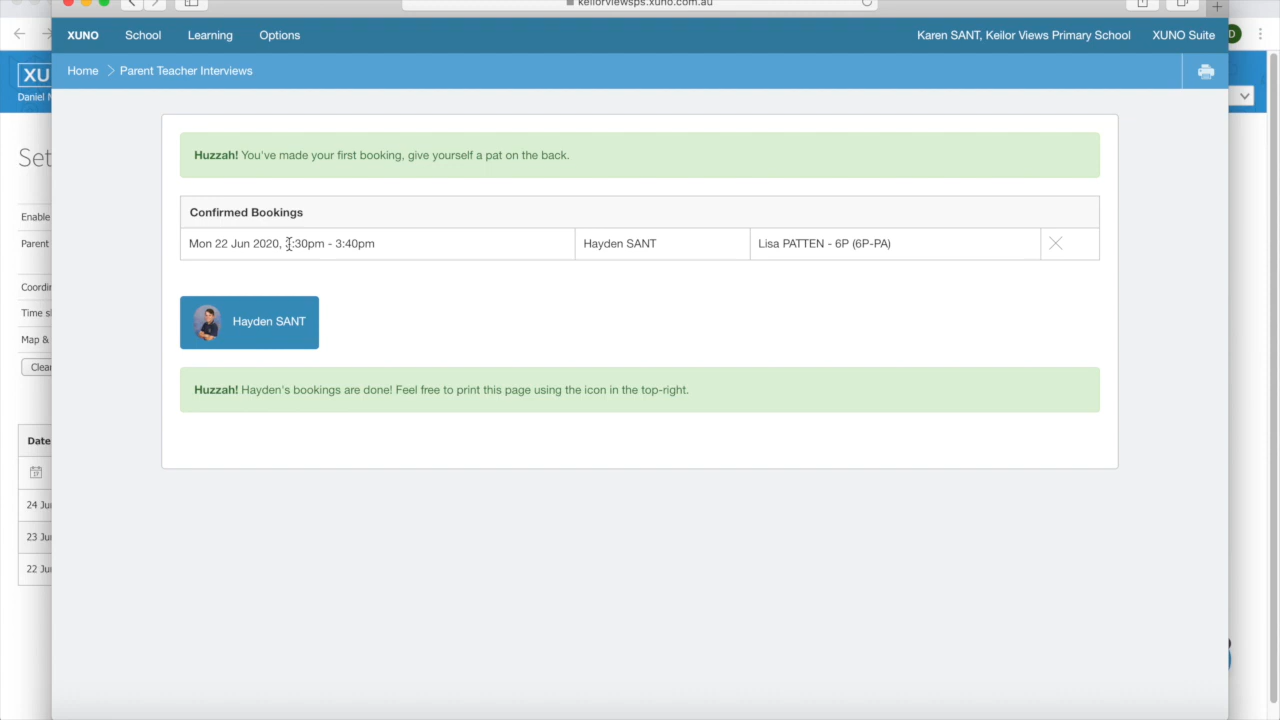 keilorviewsps.xuno.com.au
XUNO School Learning Options Karen SANT, Keilor Views Primary School XUNO Suite
Home Parent Teacher Interviews
XU
Daniel
Huzzah! You've made your first booking, give yourself a pat on the back.
Set
Confirmed Bookings
Enable
Mon 22 Jun 2020, :30pm - 3:40pm Hayden SANT Lisa PATTEN - 6P (6P-PA)
Parent
Coordin
Time sl
Hayden SANT
Map &
Clear
Huzzah! Hayden's bookings are done! Feel free to print this page using the icon in the top-right.
Date
24 Ju
23 Ju
22 Ju